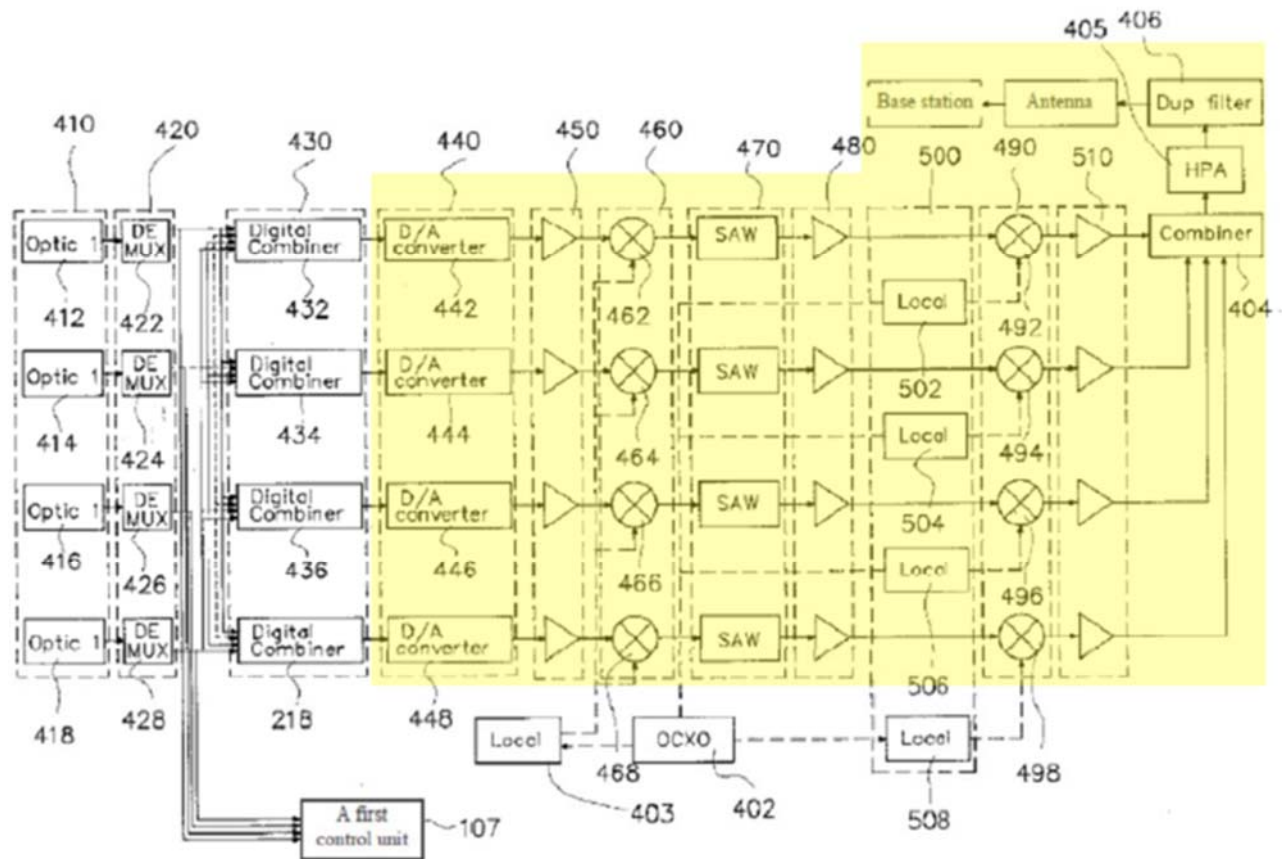 406
405
Base station
Antenna
Dup filter
410
420
430
440
450
460
470
480
500
490
510
HPA
Optic 1
DE
MUX
Digital
Combiner
D/A
converter
SAW
Combiner
412
422
432
442
462
Local
492
404
502
Optic 1
DE
MUX
Digital
Combiner
D/A
converter
SAW
414
424
434
444
464
Local
494
504
Optic 1
DE
MUX
Digital
Combiner
D/A
converter
SAW
416
426
436
446
466
Local
496
506
Optic 1
DE
MUX
Digital
Combiner
D/A
converter
SAW
418
428
218
448
468
Local
OCXO
Local
498
403
402
508
A first
control unit
107